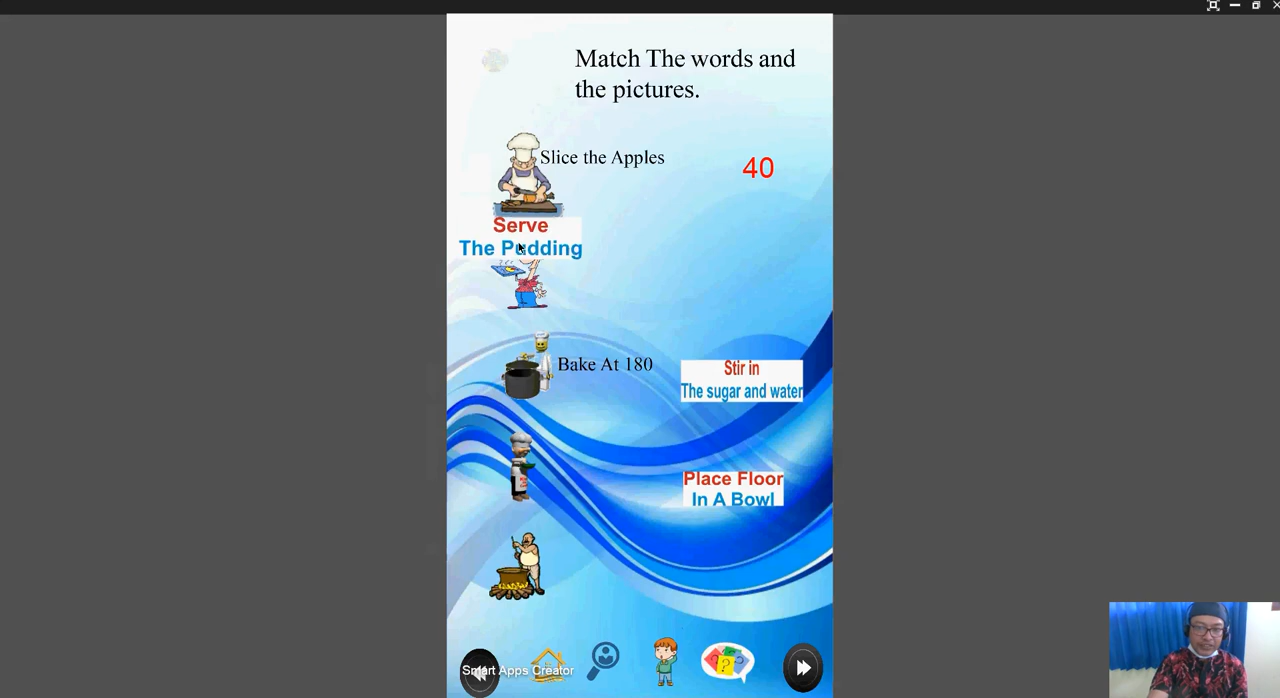 Match The words and
the pictures.
Slice the Apples
40
Serve
The Pudding
Bake At 180
Stir in
The sugar and water
Place Floor
In A Bowl
Smart Apps Creator